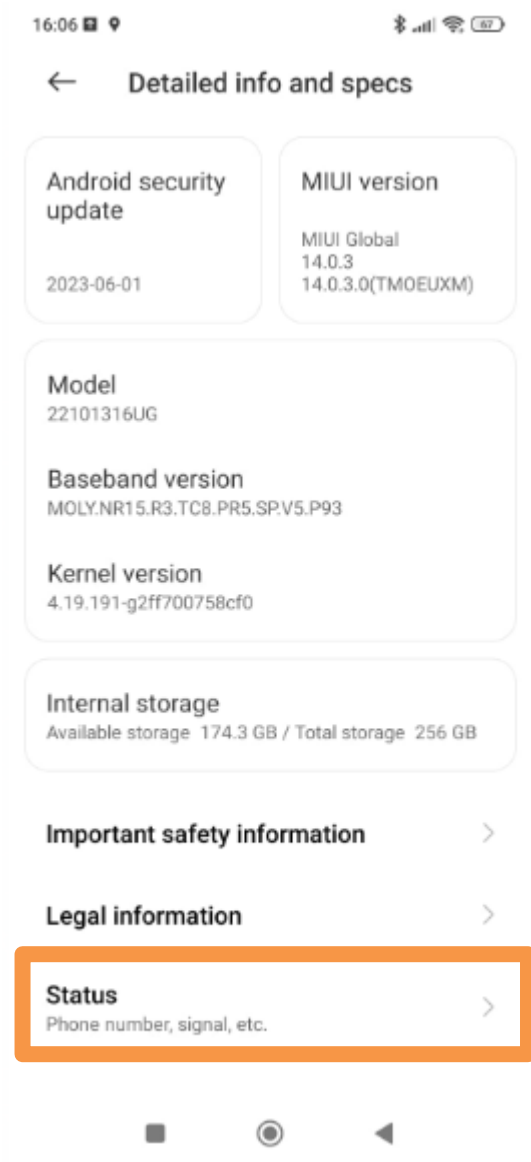 16:06
67
Detailed info and specs
Android security
update
2023-06-01
MIUI version
MIUI Global
14.0.3
14.0.3.0(TMOEUXM)
Model
22101316UG
Baseband version
MOLY.NR15.R3.TC8.PR5.SP.V5.P93
Kernel version
4.19.191-g2ff700758cf0
Internal storage
Available storage 174.3 GB / Total storage 256 GB
Important safety information
Legal information
Status
Phone number, signal, etc.